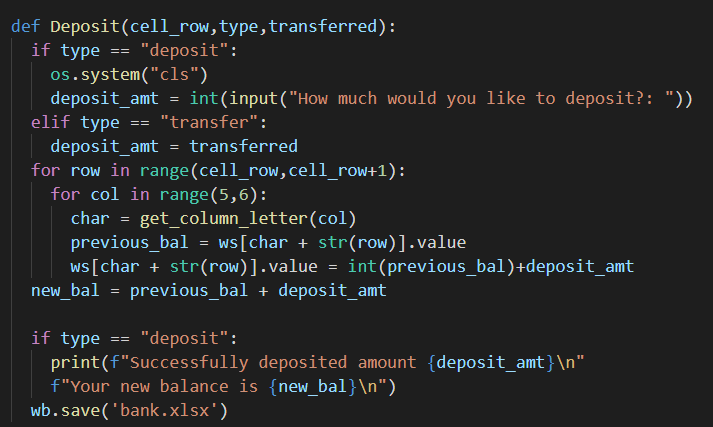 def Deposit(cell_row,type,transferred):
  if type == "deposit":
    os.system("cls")
    deposit_amt = int(input("How much would you like to deposit?: "))
  elif type == "transfer":
    deposit_amt = transferred
  for row in range(cell_row,cell_row+1):
    for col in range(5,6):
      char = get_column_letter(col)
      previous_bal = ws[char + str(row)].value
      ws[char + str(row)].value = int(previous_bal)+deposit_amt
  new_bal = previous_bal + deposit_amt

  if type == "deposit":
    print(f"Successfully deposited amount {deposit_amt}\n"
    f"Your new balance is {new_bal}\n")
  wb.save('bank.xlsx')